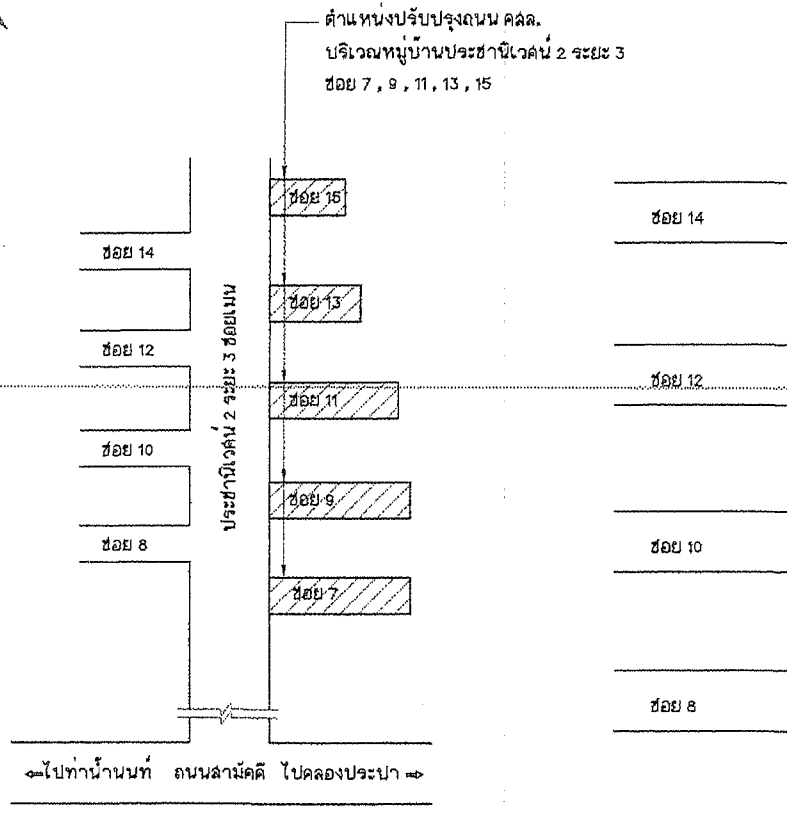 ตำแหน่งปรับปรุงถนน คสล.
บริเวณหมู่บ้านประชานิเวศน์ 2 ระยะ 3
ซอย 7 , 9 , 11 , 13 , 15
ซอย 15
ซอย 14
ซอย 14
ซอย 13
ซอย 12
ซอย 12
ประชานิเวศน์ 2 ระยะ 3 ซอยเมน
ซอย 11
ซอย 10
ซอย 9
ซอย 10
ซอย 8
ซอย 7
ซอย 8
⇐ไปท่าน้ำนนท์ ถนนสามัคคี ไปคลองประปา ⇒